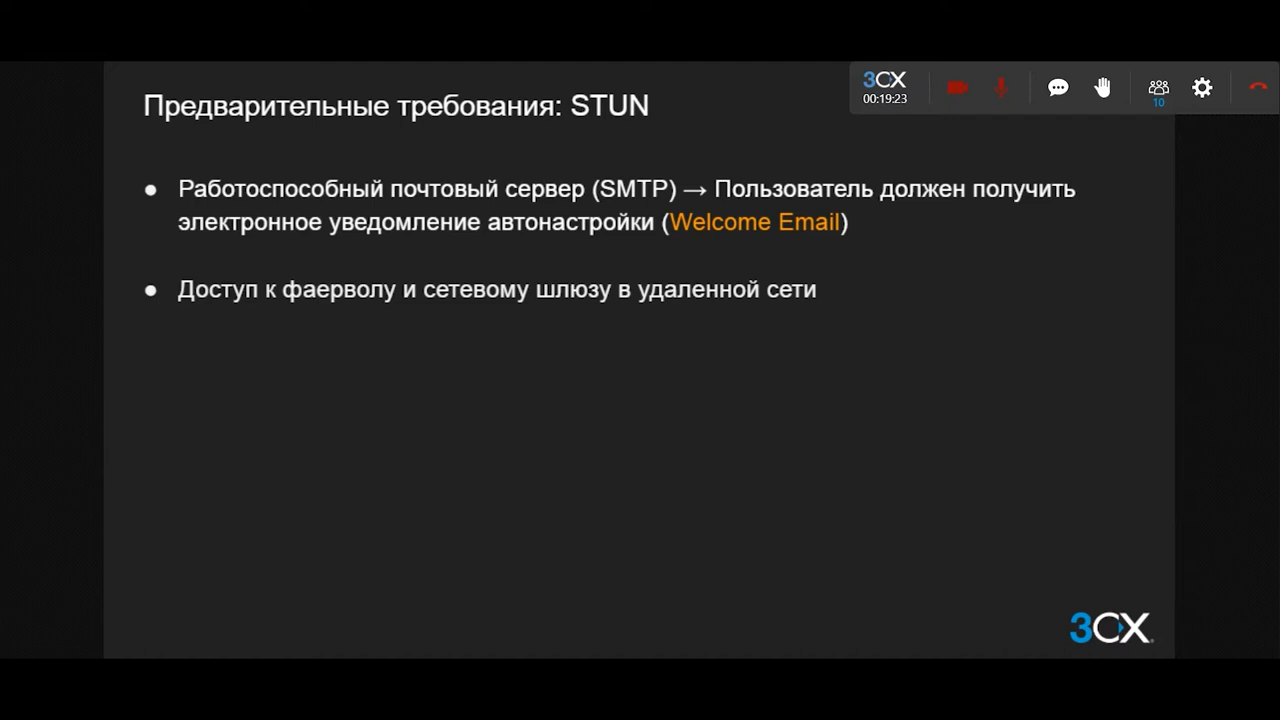 3CX
00:19:23
10
Предварительные требования: STUN
● Работоспособный почтовый сервер (SMTP) → Пользователь должен получить
электронное уведомление автонастройки (Welcome Email)
● Доступ к фаерволу и сетевому шлюзу в удаленной сети
3CX